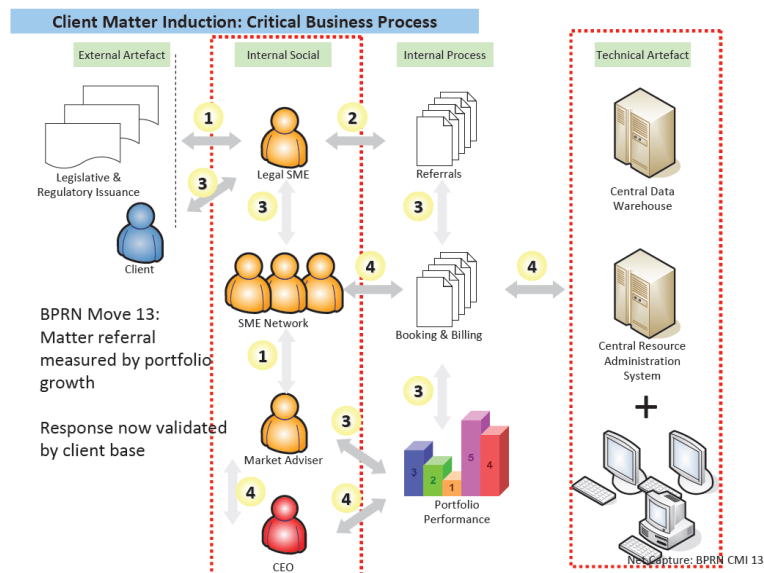 Client Matter Induction: Critical Business Process
External Artefact
Internal Social
Internal Process
Technical Artefact
1
2
Legislative &
Regulatory Issuance
3
Legal SME
Referrals
Central Data
Warehouse
3
3
Client
4
4
SME Network
Booking & Billing
Central Resource
Administration
System
+
BPRN Move 13:
Matter referral
measured by portfolio
growth
1
3
Response now validated
by client base
3
Market Adviser
3
2
1
5
4
4
4
Portfolio
Performance
CEO
Net Capture: BPRN CMI 13